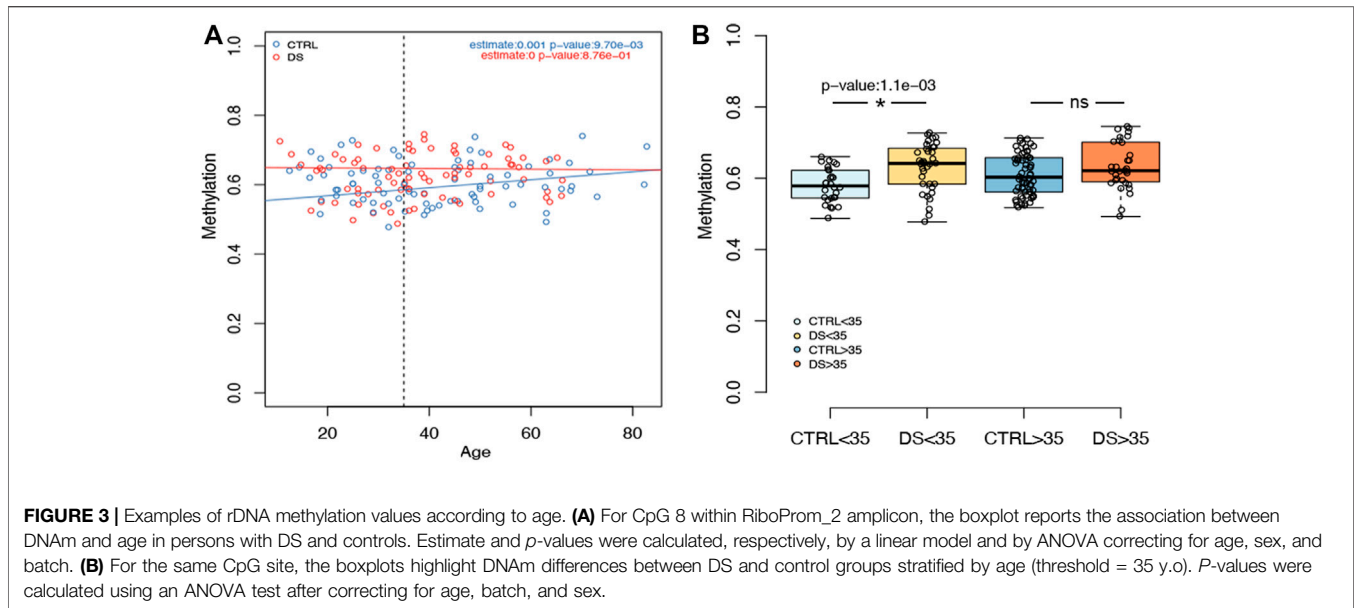 A
B
CTRL
DS
estimate:0.001 p-value:9.70e-03
estimate:0 p-value:8.76e-01
1.0
0.8
0.6
0.4
0.2
0.0
Methylation
20
40
60
80
Age
p-value:1.1e-03
*
ns
1.0
0.8
0.6
0.4
0.2
0.0
Methylation
CTRL<35
DS<35
CTRL>35
DS>35
CTRL<35
DS<35
CTRL>35
DS>35
FIGURE 3 | Examples of rDNA methylation values according to age. (A) For CpG 8 within RiboProm_2 amplicon, the boxplot reports the association between
DNAm and age in persons with DS and controls. Estimate and p-values were calculated, respectively, by a linear model and by ANOVA correcting for age, sex, and
batch. (B) For the same CpG site, the boxplots highlight DNAm differences between DS and control groups stratified by age (threshold = 35 y.o). P-values were
calculated using an ANOVA test after correcting for age, batch, and sex.